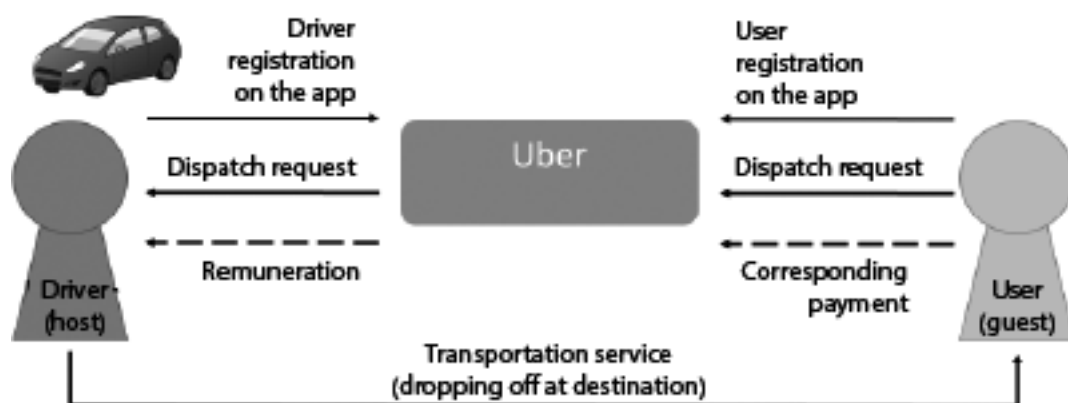 Driver
registration
on the app
User
registration
on the app
Uber
Dispatch request
Dispatch request
Remuneration
Corresponding
payment
Driver
(host)
User
(guest)
Transportation service
(dropping off at destination)